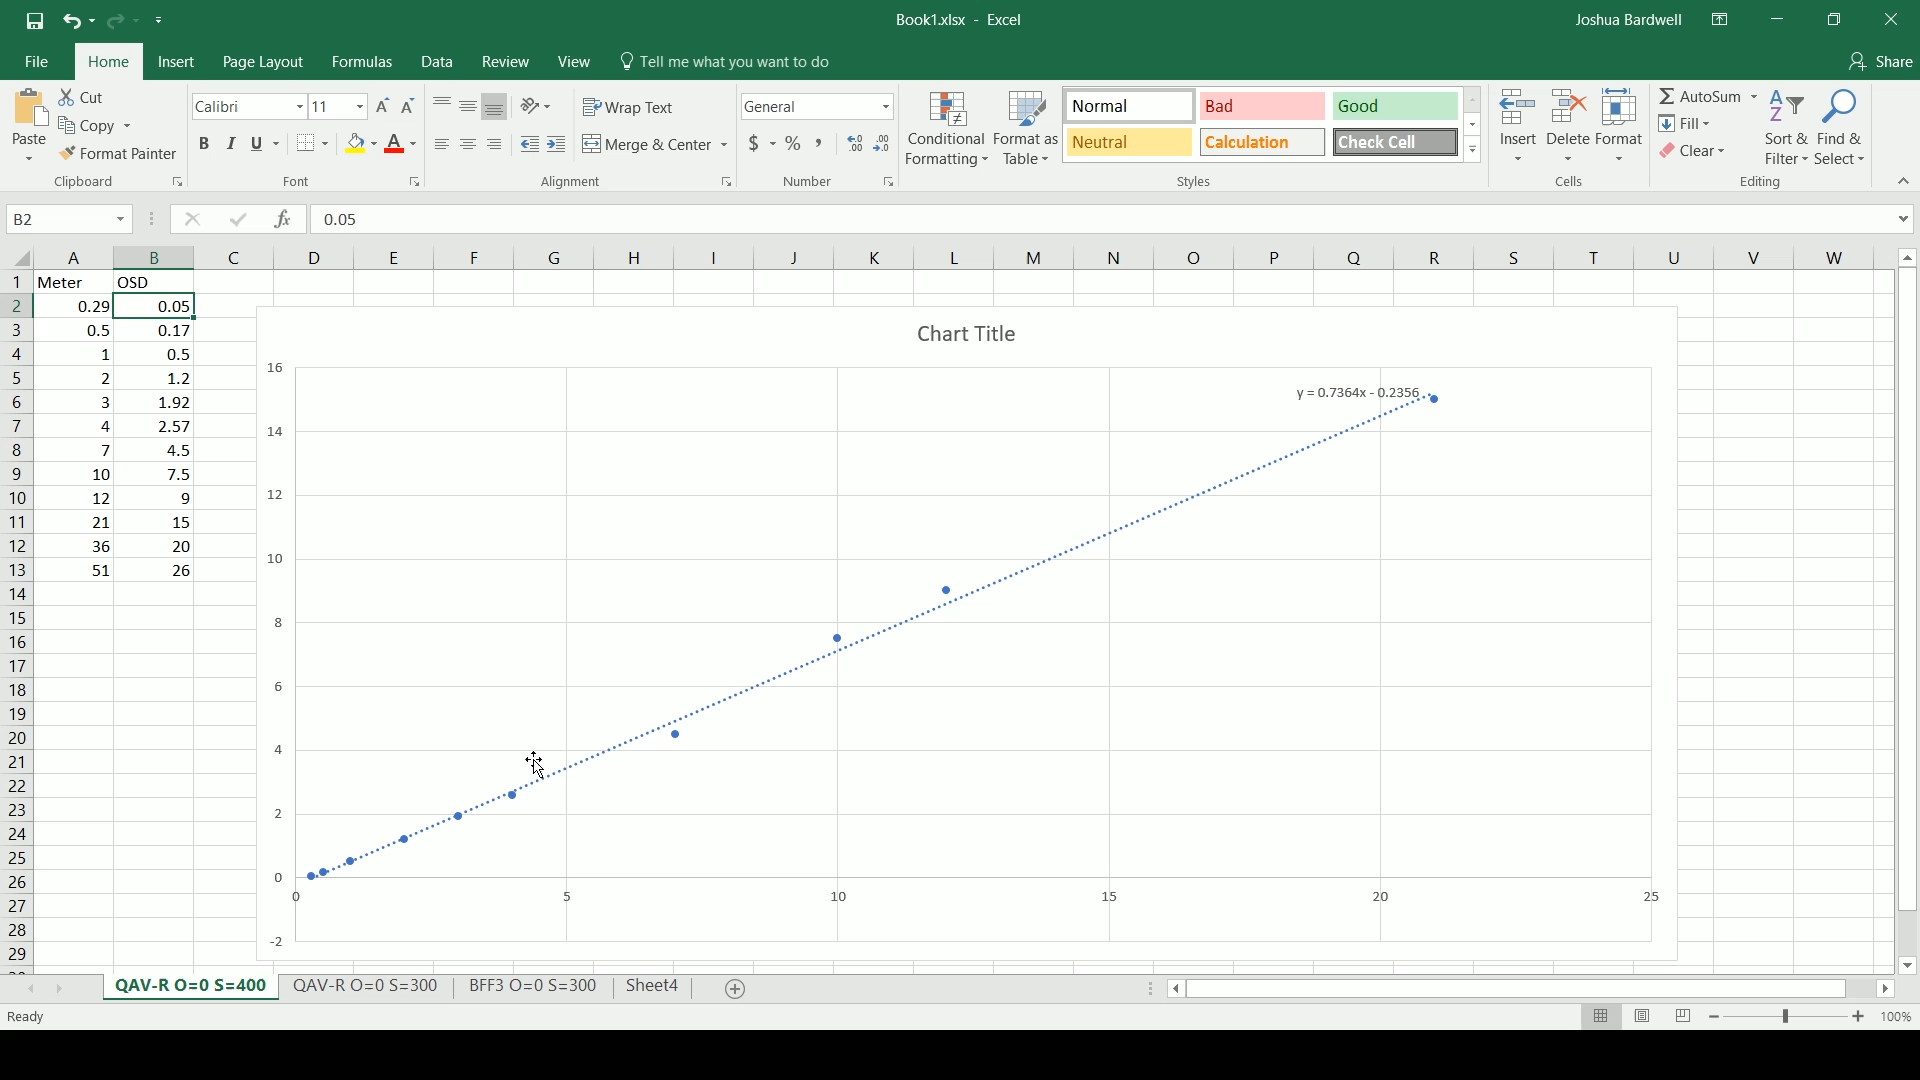 Book1.xlsx - Excel
Joshua Bardwell
File Home Insert Page Layout Formulas Data Review View Tell me what you want to do Share
Paste Cut Copy Format Painter Clipboard
Calibri 11 B I U A Font
Wrap Text Merge & Center Alignment
General $ % , Number
Conditional Formatting Format as Table
Normal Bad Good
Neutral Calculation Check Cell
Styles
Insert Delete Format Cells
AutoSum Fill Clear Sort & Filter Find & Select Editing
B2 fx 0.05
A B C D E F G H I J K L M N O P Q R S T U V W
1 Meter OSD
2 0.29 0.05
3 0.5 0.17
4 1 0.5
5 2 1.2
6 3 1.92
7 4 2.57
8 7 4.5
9 10 7.5
10 12 9
11 21 15
12 36 20
13 51 26
14
15
16
17
18
19
20
21
22
23
24
25
26
27
28
29
Chart Title
y = 0.7364x - 0.2356
16
14
12
10
8
6
4
2
0
-2
0 5 10 15 20 25
QAV-R O=0 S=400 QAV-R O=0 S=300 BFF3 O=0 S=300 Sheet4
Ready
100%